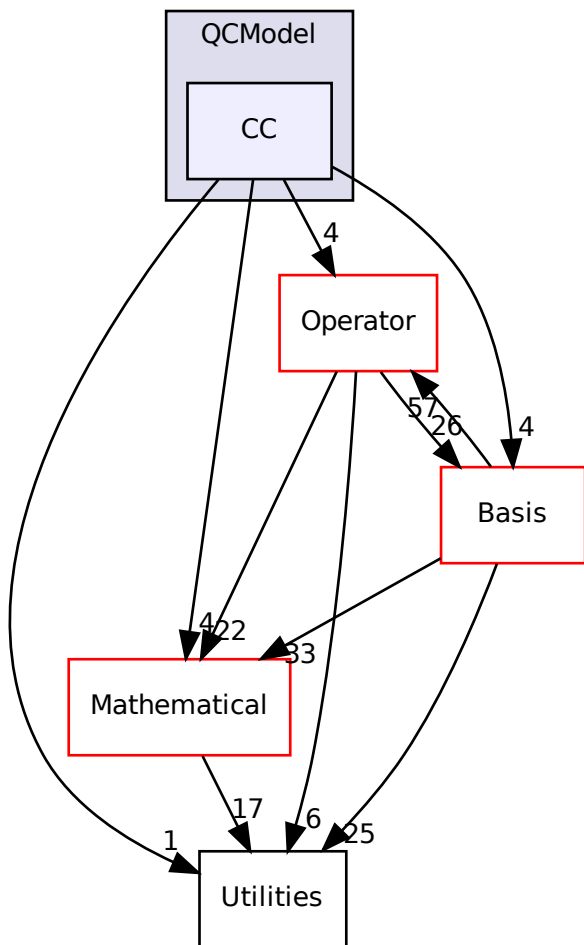 QCModel
CC
4
Operator
57
26
4
Basis
4
22
33
Mathematical
17
6
25
1
Utilities